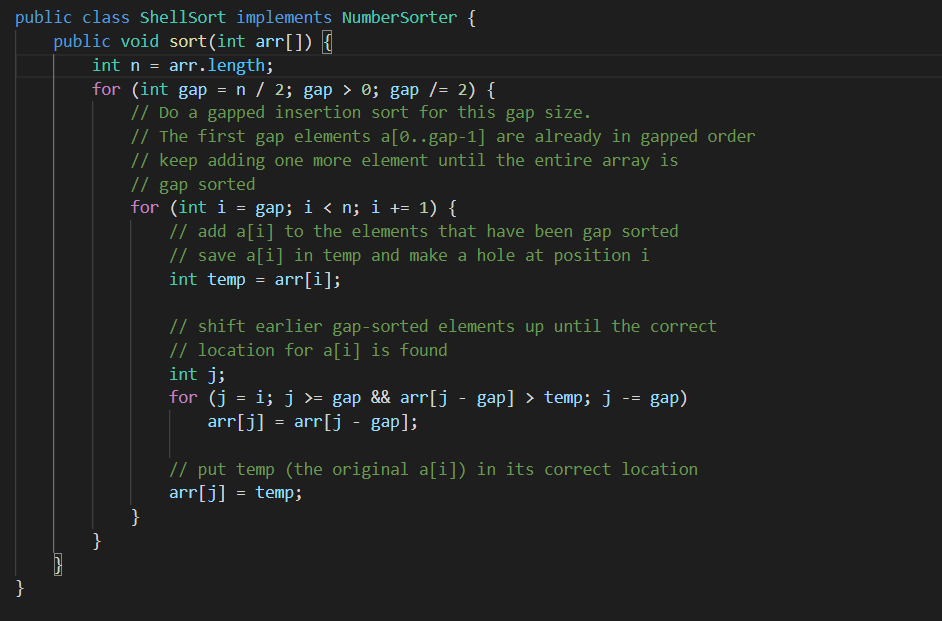 public class ShellSort implements NumberSorter {
    public void sort(int arr[]) {
        int n = arr.length;
        for (int gap = n / 2; gap > 0; gap /= 2) {
            // Do a gapped insertion sort for this gap size.
            // The first gap elements a[0..gap-1] are already in gapped order
            // keep adding one more element until the entire array is
            // gap sorted
            for (int i = gap; i < n; i += 1) {
                // add a[i] to the elements that have been gap sorted
                // save a[i] in temp and make a hole at position i
                int temp = arr[i];

                // shift earlier gap-sorted elements up until the correct
                // location for a[i] is found
                int j;
                for (j = i; j >= gap && arr[j - gap] > temp; j -= gap)
                    arr[j] = arr[j - gap];

                // put temp (the original a[i]) in its correct location
                arr[j] = temp;
            }
        }
    }
}